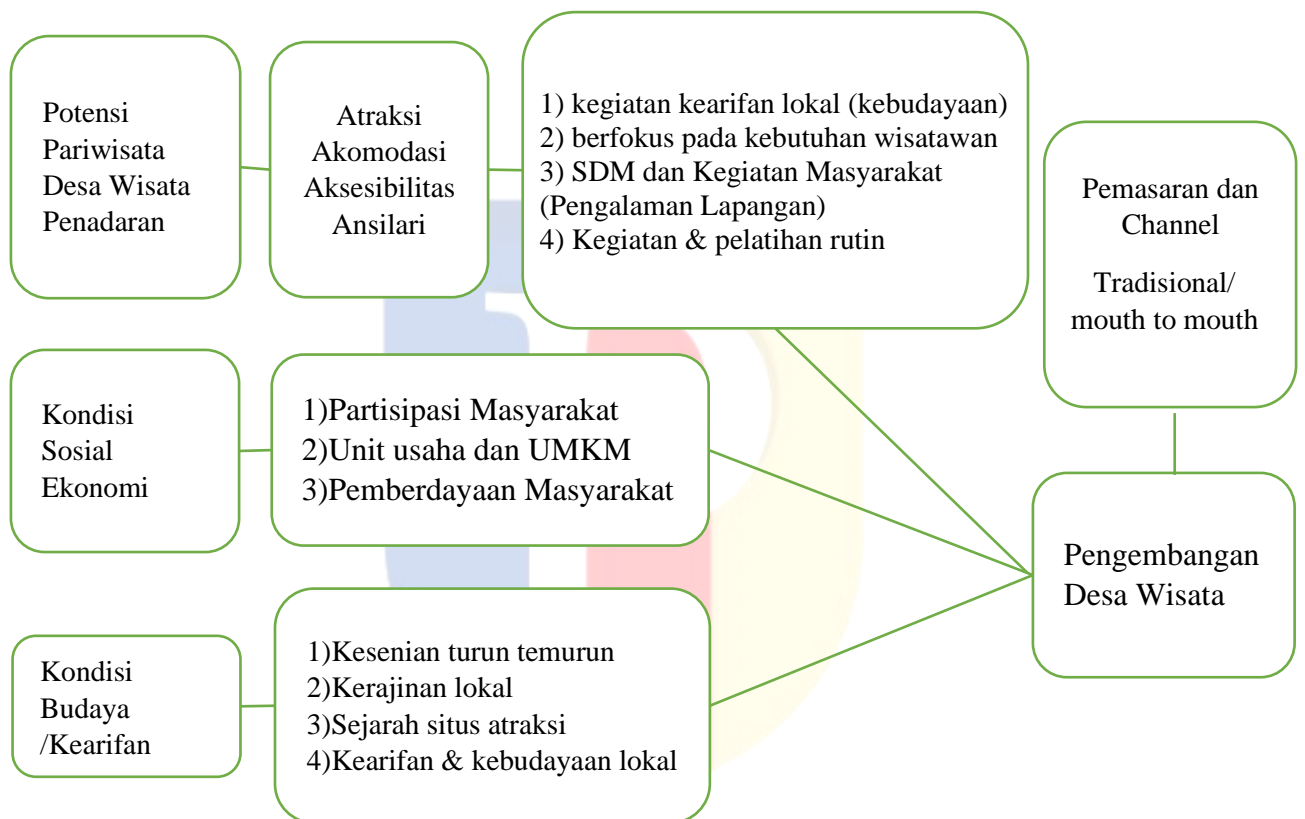 Potensi
Pariwisata
Desa Wisata
Penadaran
Atraksi
Akomodasi
Aksesibilitas
Ansilari
1) kegiatan kearifan lokal (kebudayaan)
2) berfokus pada kebutuhan wisatawan
3) SDM dan Kegiatan Masyarakat
(Pengalaman Lapangan)
4) Kegiatan & pelatihan rutin
Pemasaran dan
Channel
Tradisional/
mouth to mouth
Kondisi
Sosial
Ekonomi
1)Partisipasi Masyarakat
2)Unit usaha dan UMKM
3)Pemberdayaan Masyarakat
Pengembangan
Desa Wisata
Kondisi
Budaya
/Kearifan
1)Kesenian turun temurun
2)Kerajinan lokal
3)Sejarah situs atraksi
4)Kearifan & kebudayaan lokal